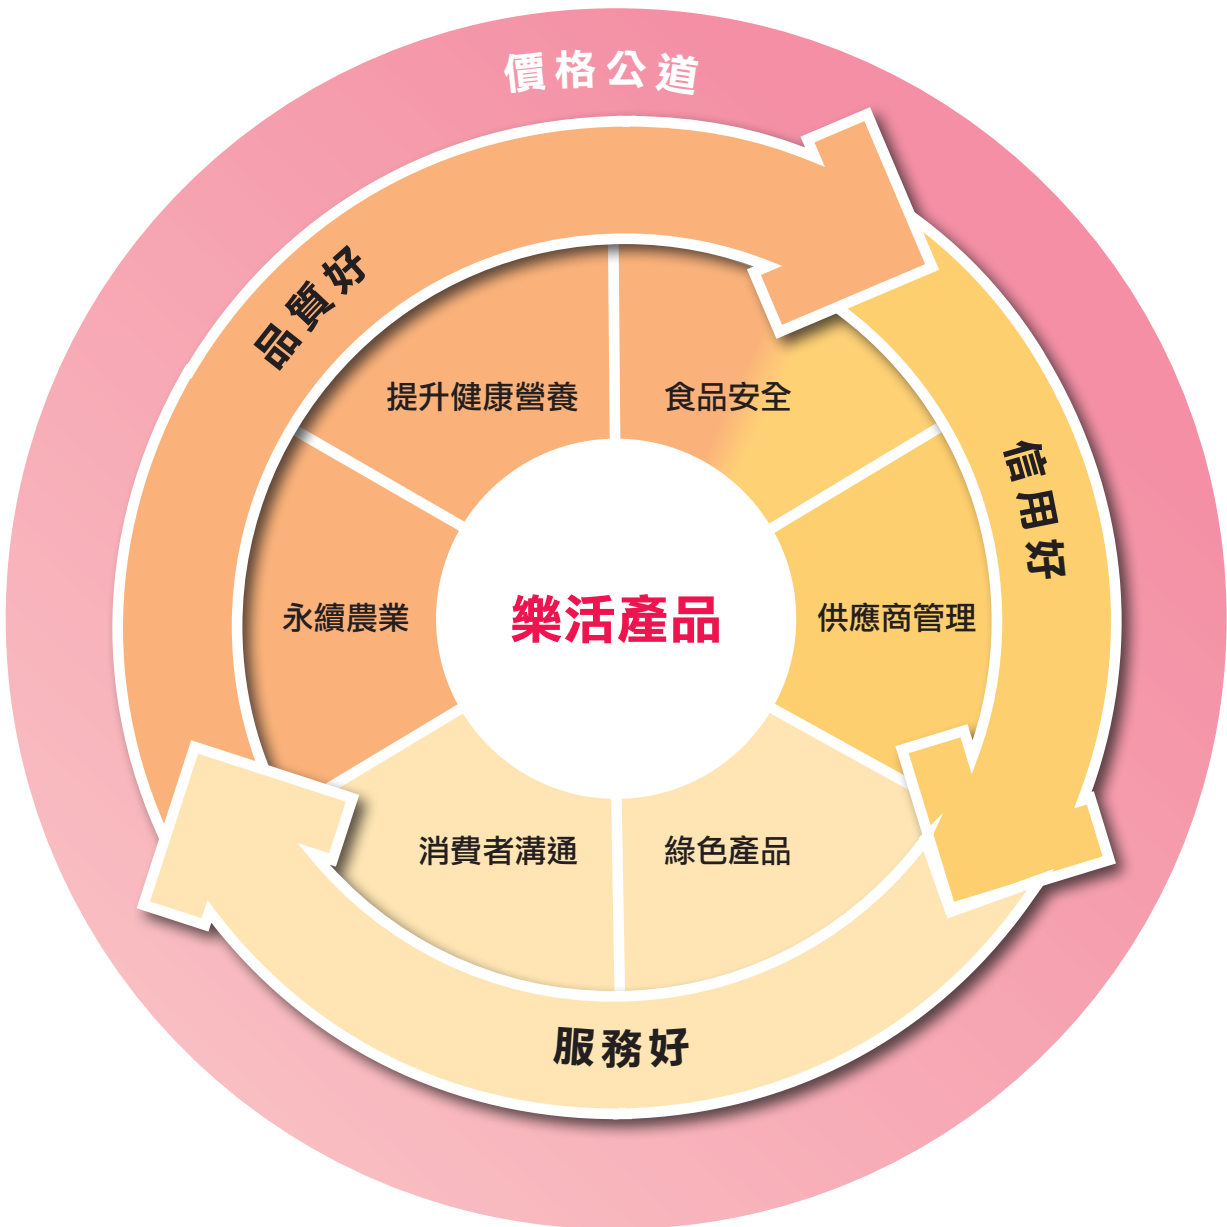 價格公道
品質好
提升健康營養
食品安全
信用好
永續農業
樂活產品
供應商管理
消費者溝通
綠色產品
服務好